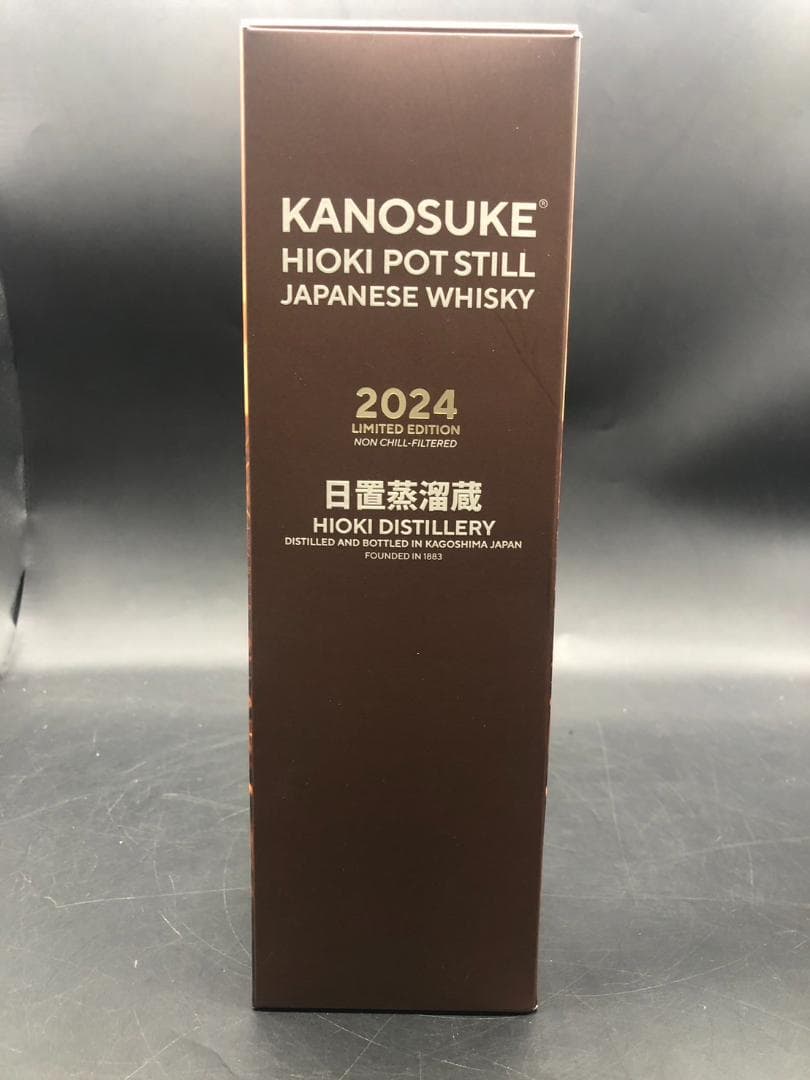 KANOSUKE®
HIOKI POT STILL
JAPANESE WHISKY
2024
LIMITED EDITION
NON CHILL-FILTERED
日置蒸溜蔵
HIOKI DISTILLERY
DISTILLED AND BOTTLED IN KAGOSHIMA JAPAN
FOUNDED IN 1883